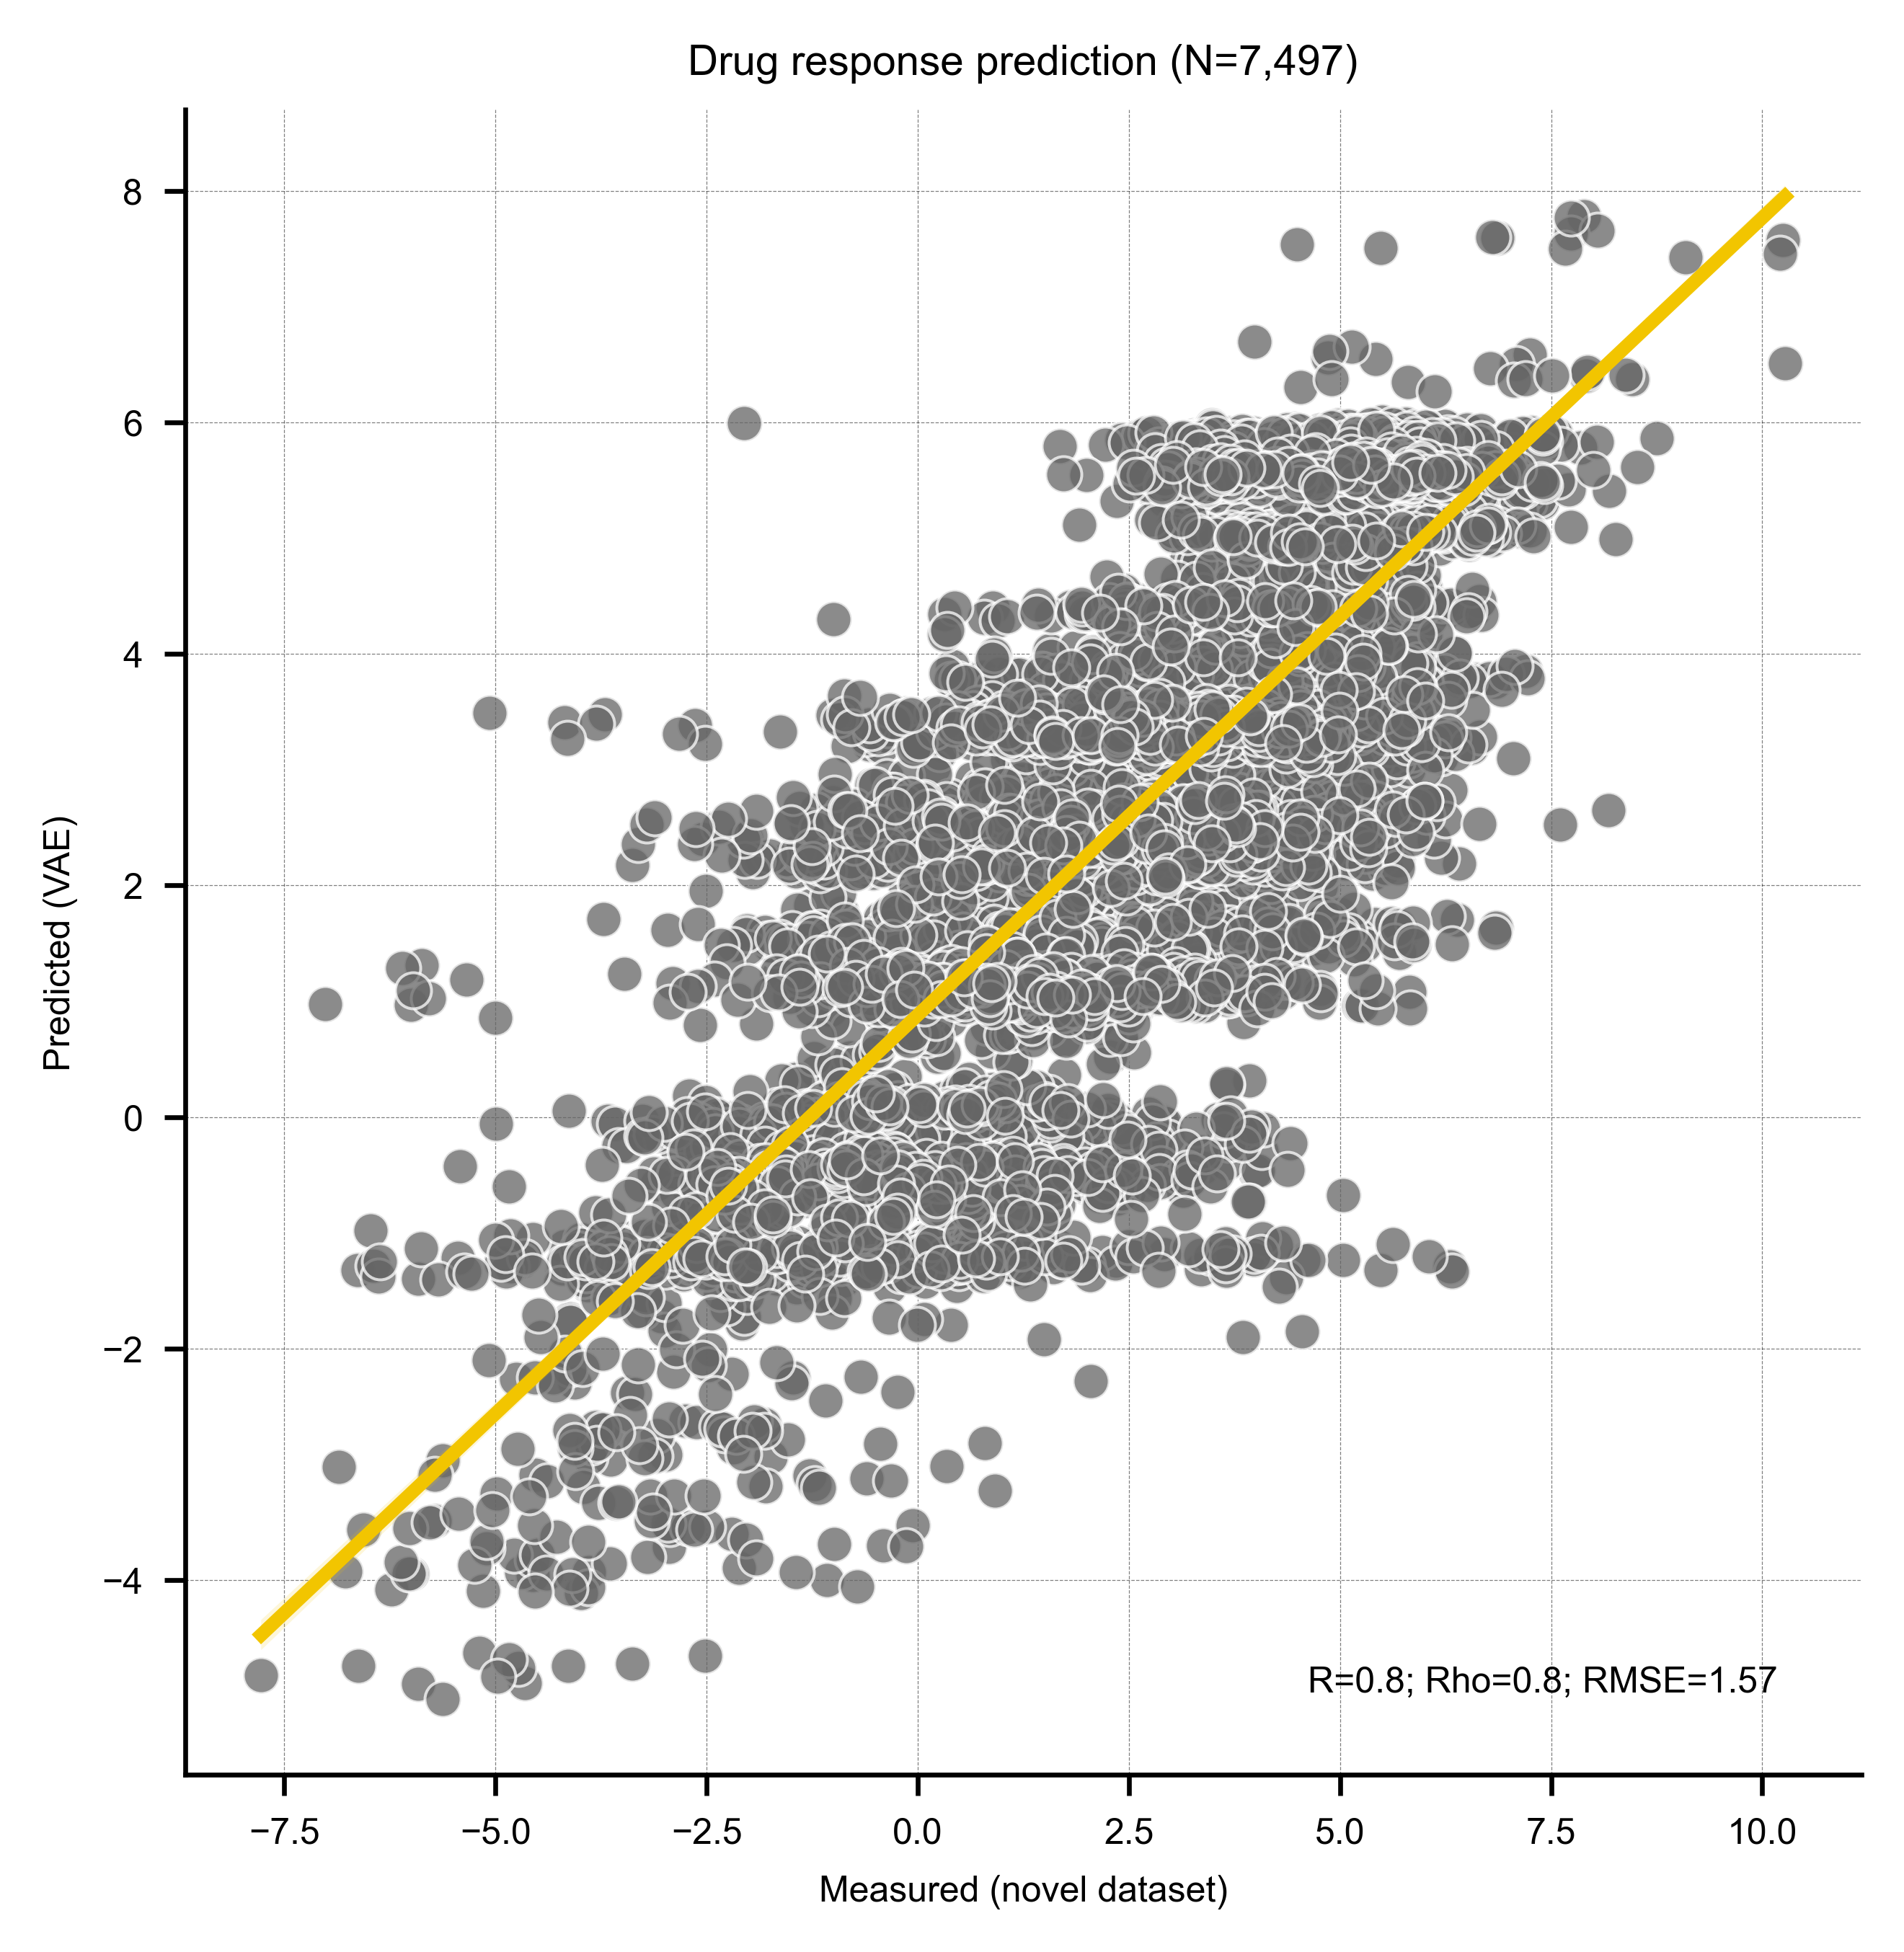 Drug response prediction (N=7,497)
8
6
4
2
0
−2
−4
Predicted (VAE)
R=0.8; Rho=0.8; RMSE=1.57
−7.5 −5.0 −2.5 0.0 2.5 5.0 7.5 10.0
Measured (novel dataset)